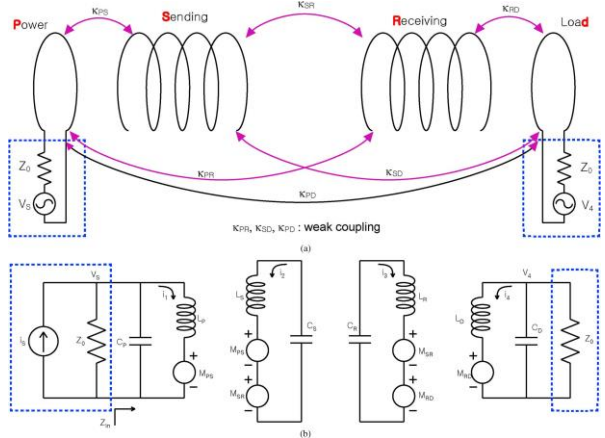 κPS
κSR
κRD
Power
Sending
Receiving
Load
Z0
VS
κPR
κSD
κPD
Z0
V4
κPR, κSD, κPD : weak coupling
(a)
VS
i1
LP
iS
Z0
CP
+
MPS
−
Zin
i2
LS
CS
+
MPS
−
+
MSR
−
i3
LR
CR
+
MSR
−
+
MRD
−
V4
i4
LD
CD
Z0
+
MRD
−
(b)